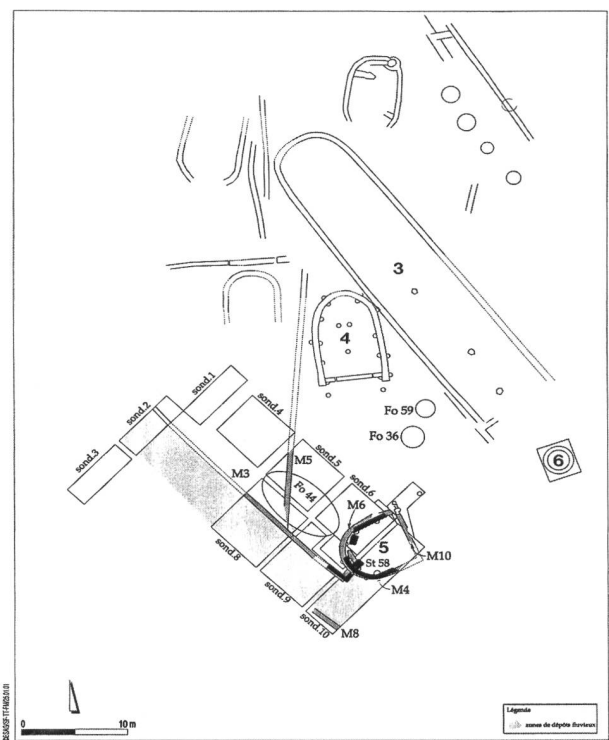 3
4
Fo 59
Fo 36
6
sond.1
sond.2
sond.3
sond.4
M5
sond.5
M3
Fo 44
sond.6
M6
5
M10
St 58
sond.8
M4
sond.9
sond.10
M8
0 10 m
Légende
zones de dépôts fluviaux